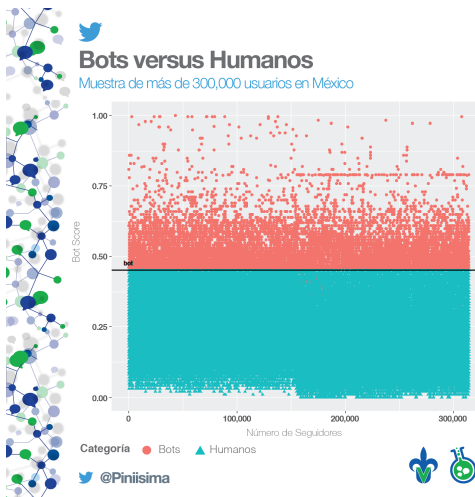 Bots versus Humanos
Muestra de más de 300,000 usuarios en México
1.00
0.75
0.50
0.25
0.00
Bot Score
bot
0
100,000
200,000
300,000
Número de Seguidores
Categoría Bots Humanos
@Piniisima